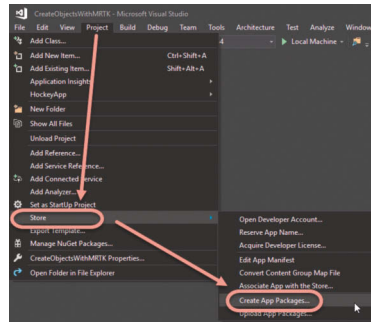 CreateObjectsWithMRTK - Microsoft Visual Studio
File Edit View Project Build Debug Team Tools Architecture Test Analyze Window
Add Class...
4 Local Machine
Add New Item... Ctrl+Shift+A
Add Existing Item... Shift+Alt+A
Application Insights
HockeyApp
New Folder
Show All Files
Unload Project
Add Reference...
Add Service Reference...
Add Connected Service
Add Analyzer...
Set as StartUp Project
Store
Export Template...
Manage NuGet Packages...
CreateObjectsWithMRTK Properties...
Open Folder in File Explorer
Open Developer Account...
Reserve App Name...
Acquire Developer License...
Edit App Manifest
Convert Content Group Map File
Associate App with the Store...
Create App Packages...
Upload App Packages...